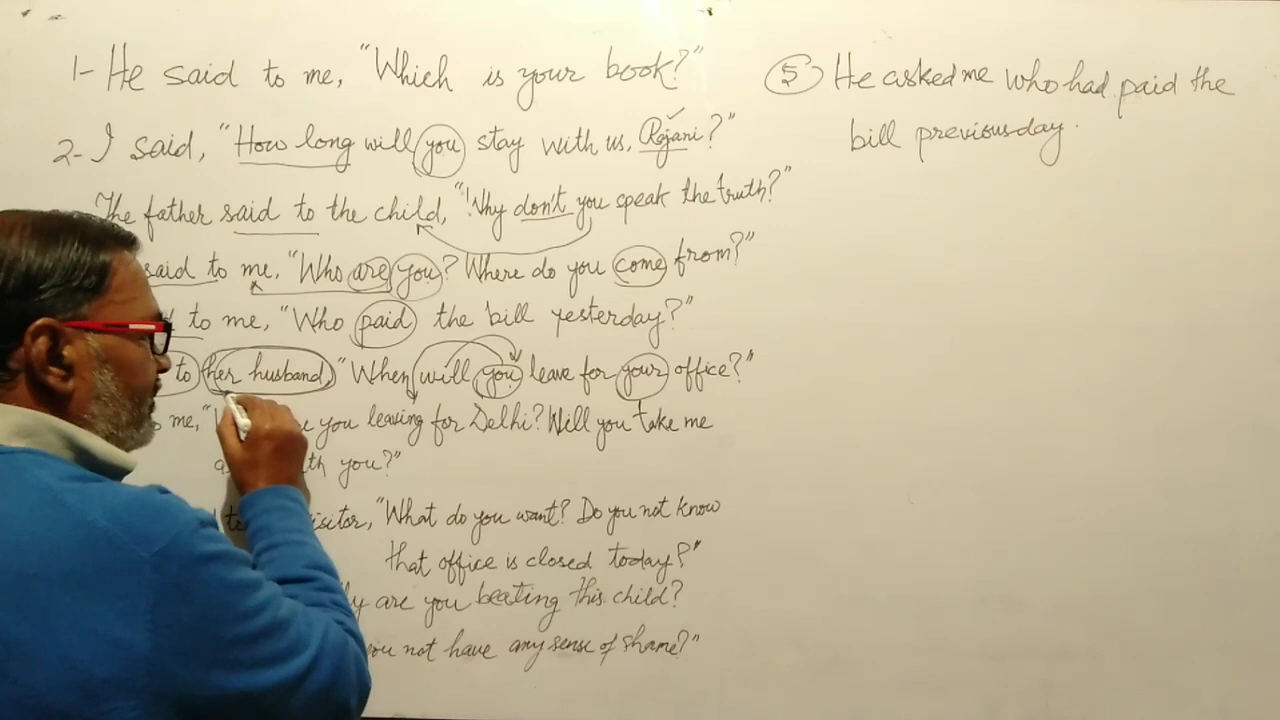 1- He said to me, "Which is your book?"
2- I said, "How long will you stay with us, Rajani?"
The father said to the child, "Why don't you speak the truth?"
said to me, "Who are you? Where do you come from?"
to me, "Who paid the bill yesterday?"
to her husband, "When will you leave for your office?"
me, " you leaving for Delhi? Will you take me
you?"
"What do you want? Do you not know
that office is closed today?"
are you beating this child?
you not have any sense of shame?"
5 He asked me who had paid the
bill previous day.